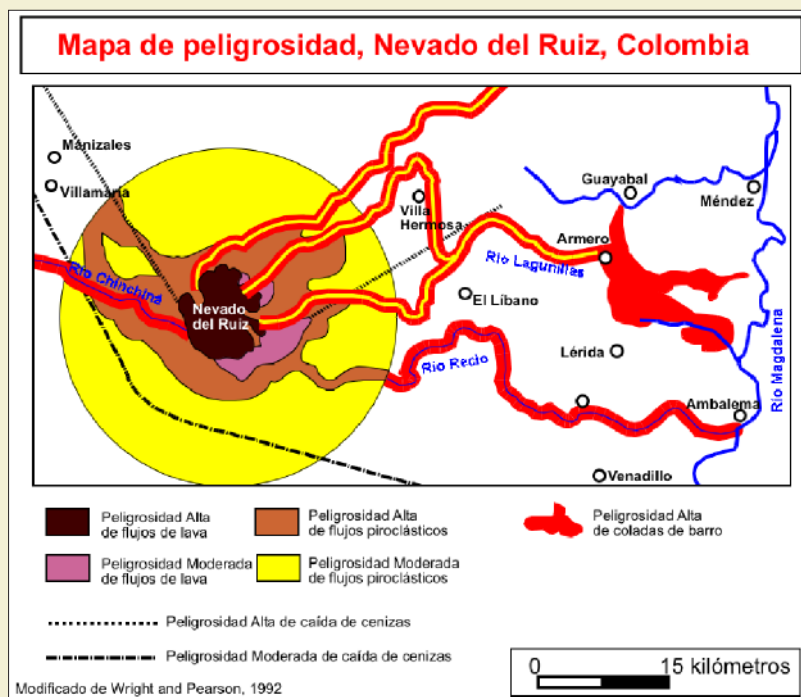 Mapa de peligrosidad, Nevado del Ruiz, Colombia
Manizales
Villamaría
Guayabal
Méndez
Villa
Hermosa
Armero
Río Lagunillas
Río Chinchiná
Nevado
del Ruiz
El Líbano
Lérida
Río Recio
Río Magdalena
Ambalema
Venadillo
Peligrosidad Alta
de flujos de lava
Peligrosidad Alta
de flujos piroclásticos
Peligrosidad Alta
de coladas de barro
Peligrosidad Moderada
de flujos de lava
Peligrosidad Moderada
de flujos piroclásticos
Peligrosidad Alta de caída de cenizas
Peligrosidad Moderada de caída de cenizas
0
15 kilómetros
Modificado de Wright and Pearson, 1992